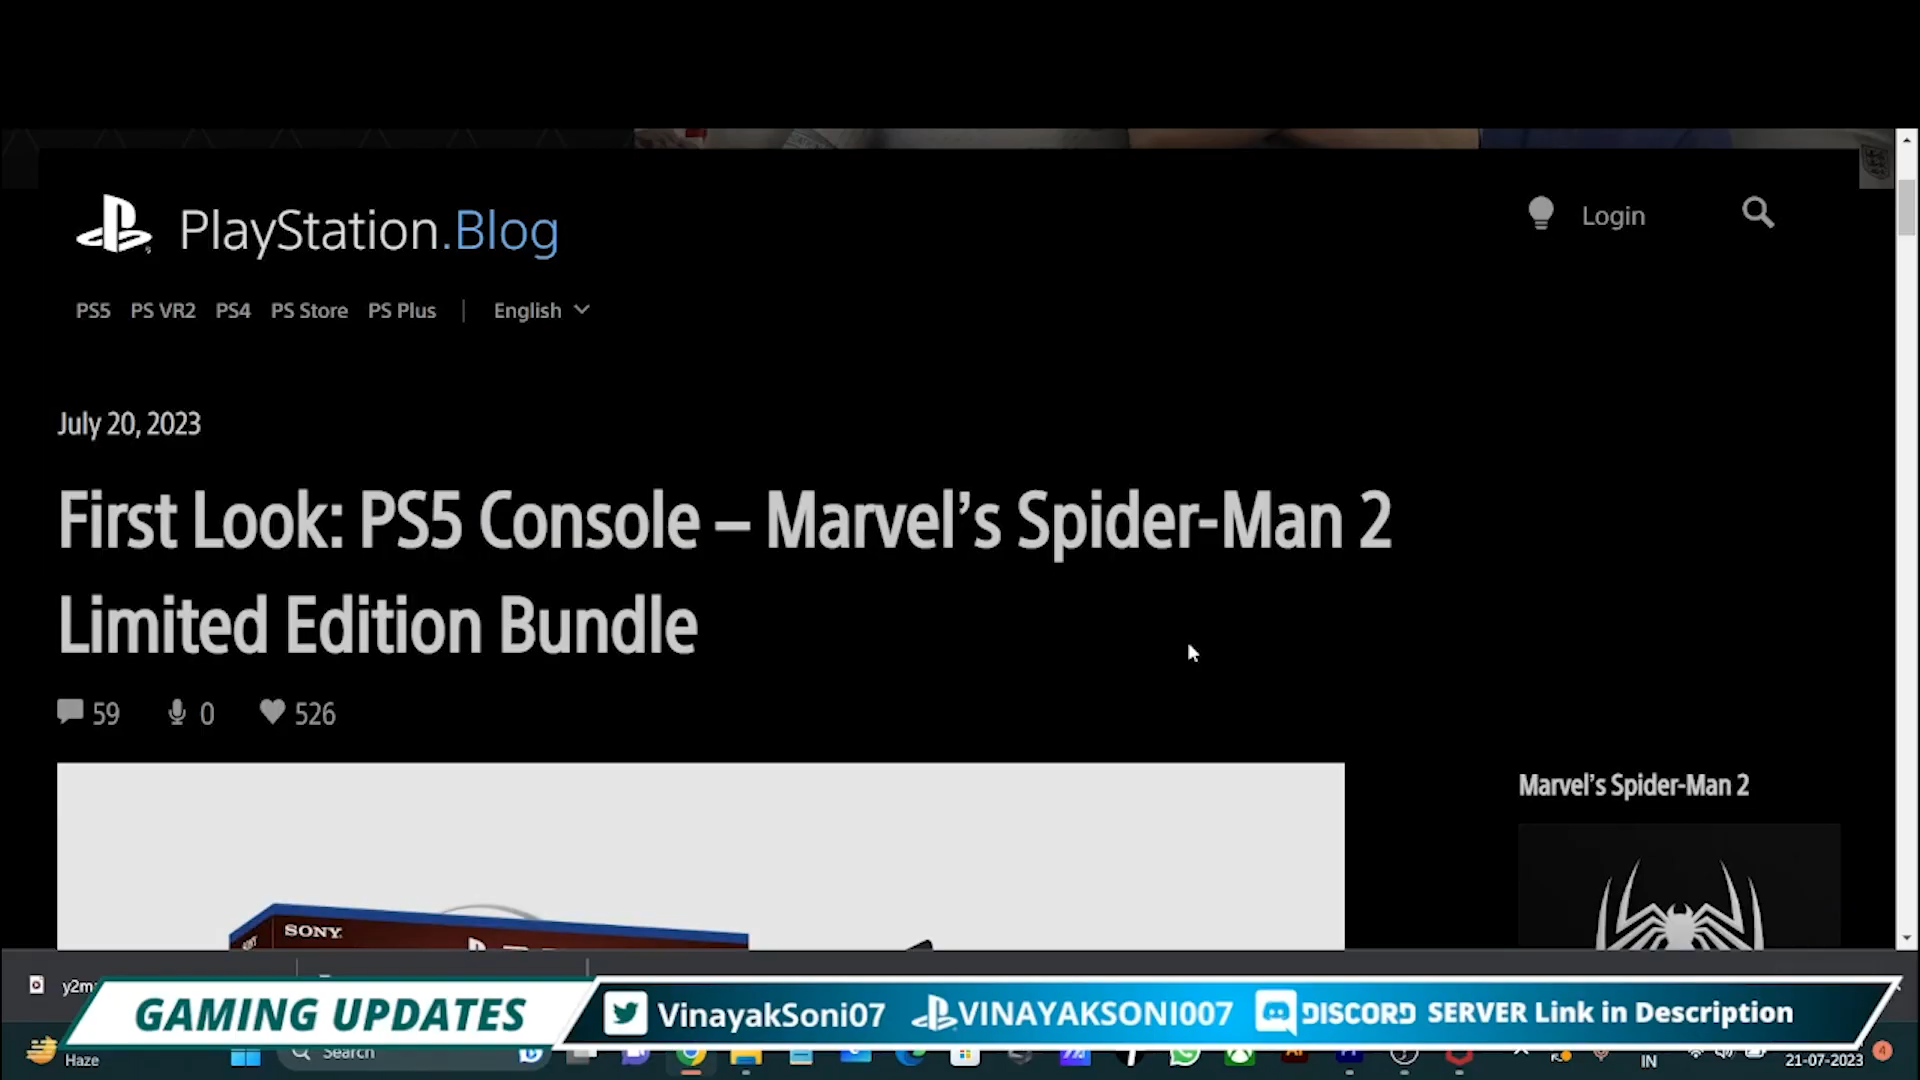 PlayStation.Blog
Login
PS5 PS VR2 PS4 PS Store PS Plus | English
July 20, 2023
First Look: PS5 Console – Marvel’s Spider-Man 2
Limited Edition Bundle
59 0 526
Marvel’s Spider-Man 2
SONY
GAMING UPDATES
VinayakSoni07 VINAYAKSONI007 DISCORD SERVER Link in Description
Haze
Search
IN
21-07-2023
4